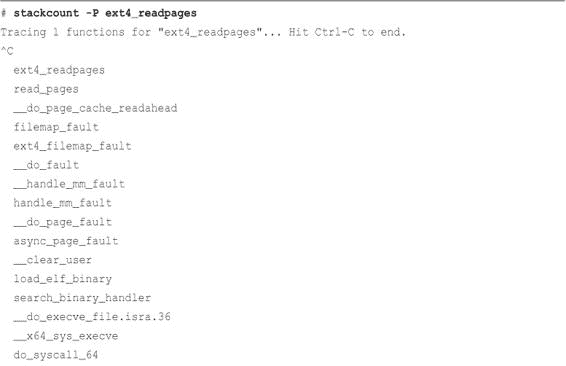 # stackcount -P ext4_readpages
Tracing 1 functions for "ext4_readpages"... Hit Ctrl-C to end.
^C
ext4_readpages
read_pages
__do_page_cache_readahead
filemap_fault
ext4_filemap_fault
__do_fault
__handle_mm_fault
handle_mm_fault
__do_page_fault
async_page_fault
__clear_user
load_elf_binary
search_binary_handler
__do_execve_file.isra.36
__x64_sys_execve
do_syscall_64